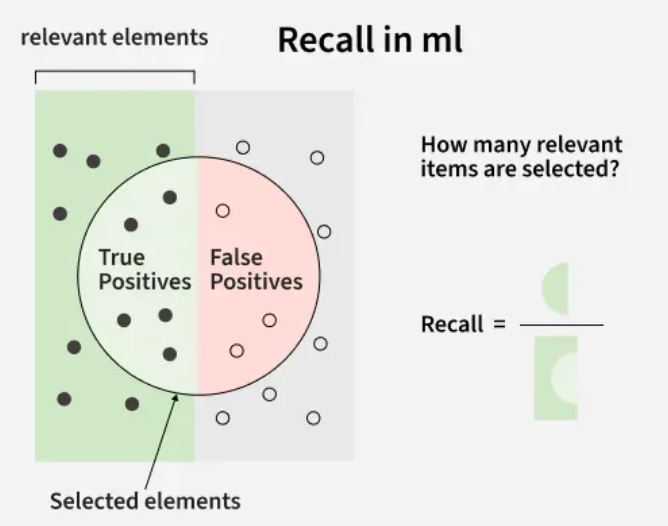 relevant elements
Recall in ml
How many relevant
items are selected?
True
Positives
False
Positives
Recall =
Selected elements